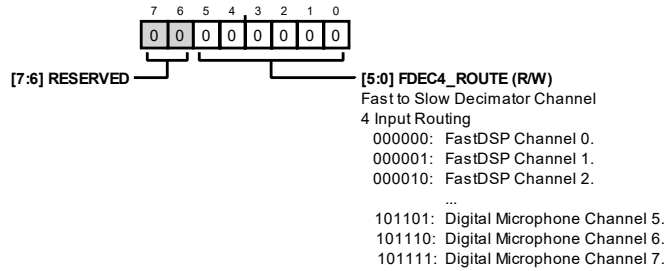 7 6 5 4 3 2 1 0
0 0 0 0 0 0 0 0
[7:6] RESERVED
[5:0] FDEC4_ROUTE (R/W)
Fast to Slow Decimator Channel
4 Input Routing
000000: FastDSP Channel 0.
000001: FastDSP Channel 1.
000010: FastDSP Channel 2.
...
101101: Digital Microphone Channel 5.
101110: Digital Microphone Channel 6.
101111: Digital Microphone Channel 7.